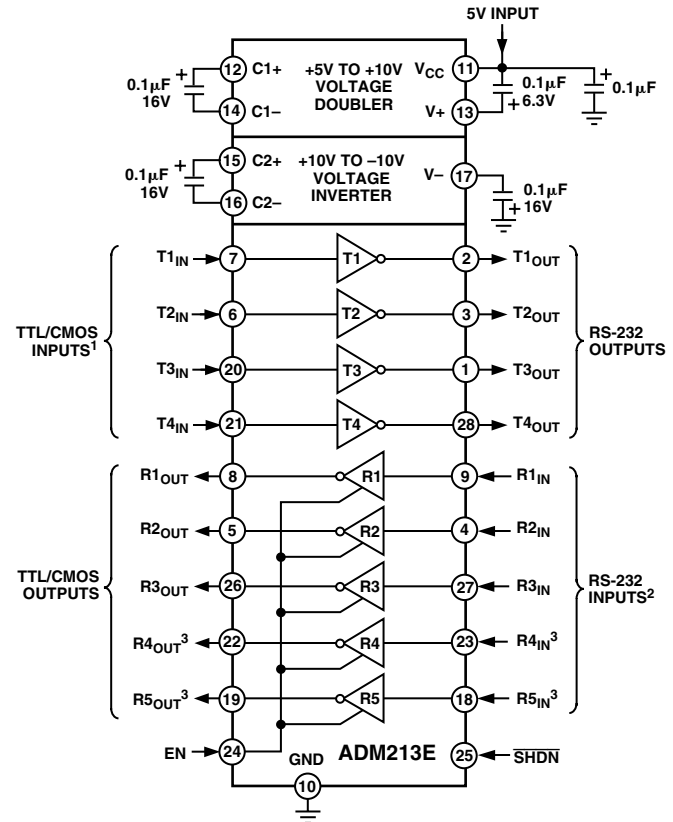 5V INPUT
0.1μF
16V
+
12
C1+
14
C1–
+5V TO +10V
VOLTAGE
DOUBLER
VCC
11
V+
13
+
0.1μF
6.3V
+
0.1μF
0.1μF
16V
+
15
C2+
16
C2–
+10V TO –10V
VOLTAGE
INVERTER
V–
17
+
0.1μF
16V
TTL/CMOS
INPUTS1
T1IN
7
T1
2
T1OUT
T2IN
6
T2
3
T2OUT
T3IN
20
T3
1
T3OUT
T4IN
21
T4
28
T4OUT
RS-232
OUTPUTS
TTL/CMOS
OUTPUTS
R1OUT
8
R1
9
R1IN
R2OUT
5
R2
4
R2IN
R3OUT
26
R3
27
R3IN
R4OUT3
22
R4
23
R4IN3
R5OUT3
19
R5
18
R5IN3
RS-232
INPUTS2
EN
24
GND
10
ADM213E
25
SHDN